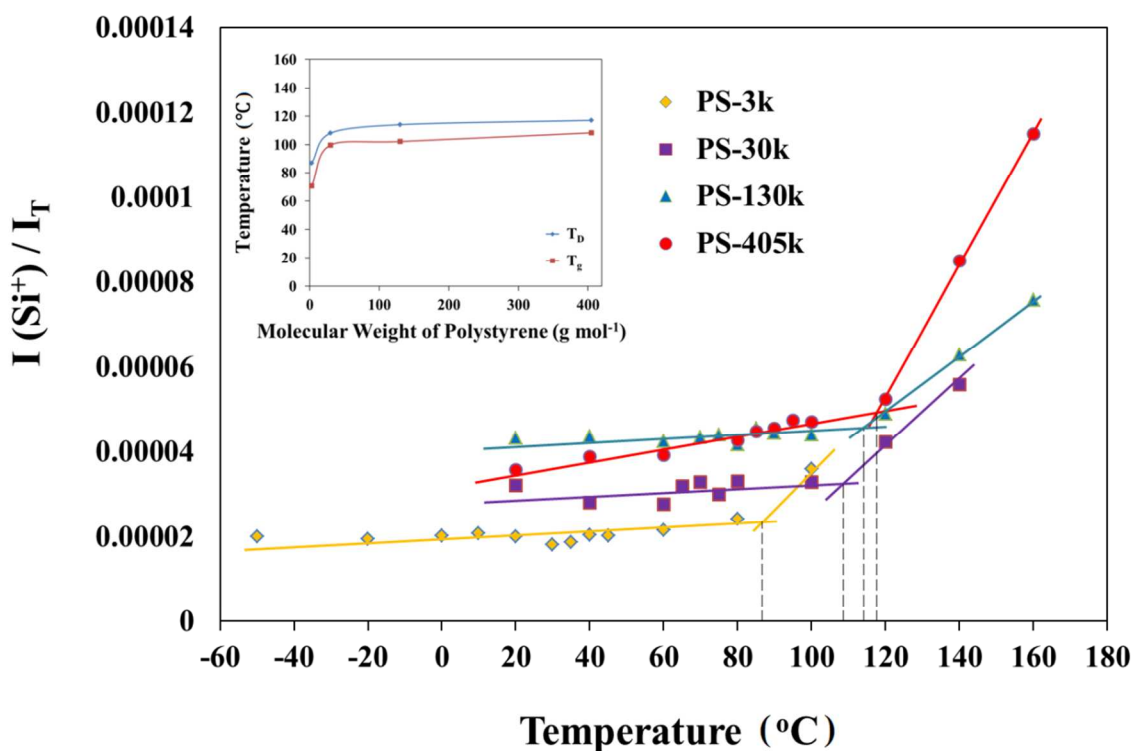 0.00014
0.00012
0.0001
0.00008
0.00006
0.00004
0.00002
0
I (Si⁺) / I_T
-60 -40 -20 0 20 40 60 80 100 120 140 160 180
Temperature (°C)
160
140
120
100
80
60
40
20
0
Temperature (℃)
0 100 200 300 400
Molecular Weight of Polystyrene (g mol⁻¹)
T_D
T_g
PS-3k
PS-30k
PS-130k
PS-405k